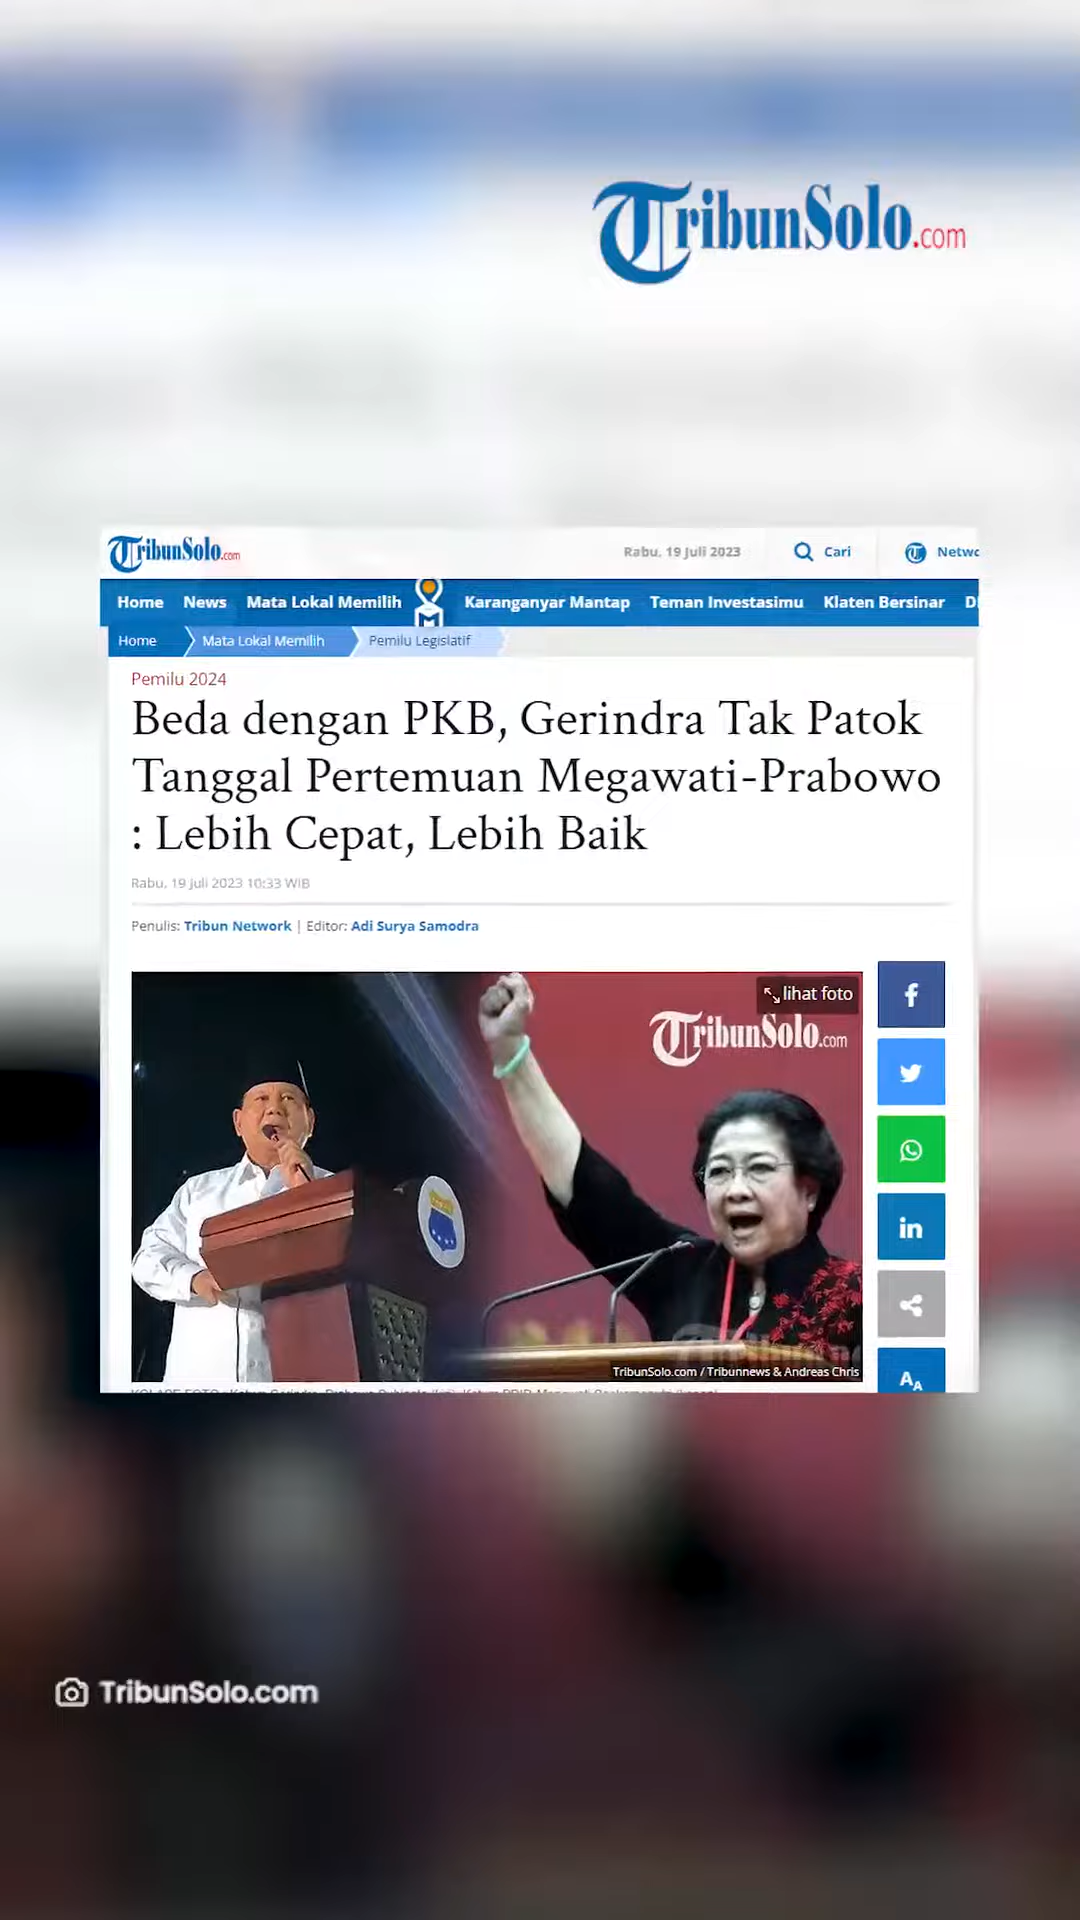 TribunSolo.com
TribunSolo.com
Rabu, 19 Juli 2023
Cari
Netwo
Home News Mata Lokal Memilih Karanganyar Mantap Teman Investasimu Klaten Bersinar
Home Mata Lokal Memilih Pemilu Legislatif
Pemilu 2024
Beda dengan PKB, Gerindra Tak Patok
Tanggal Pertemuan Megawati-Prabowo
: Lebih Cepat, Lebih Baik
Rabu, 19 Juli 2023 10:33 WIB
Penulis: Tribun Network | Editor: Adi Surya Samodra
lihat foto
TribunSolo.com
TribunSolo.com / Tribunnews & Andreas Chris
AA
TribunSolo.com